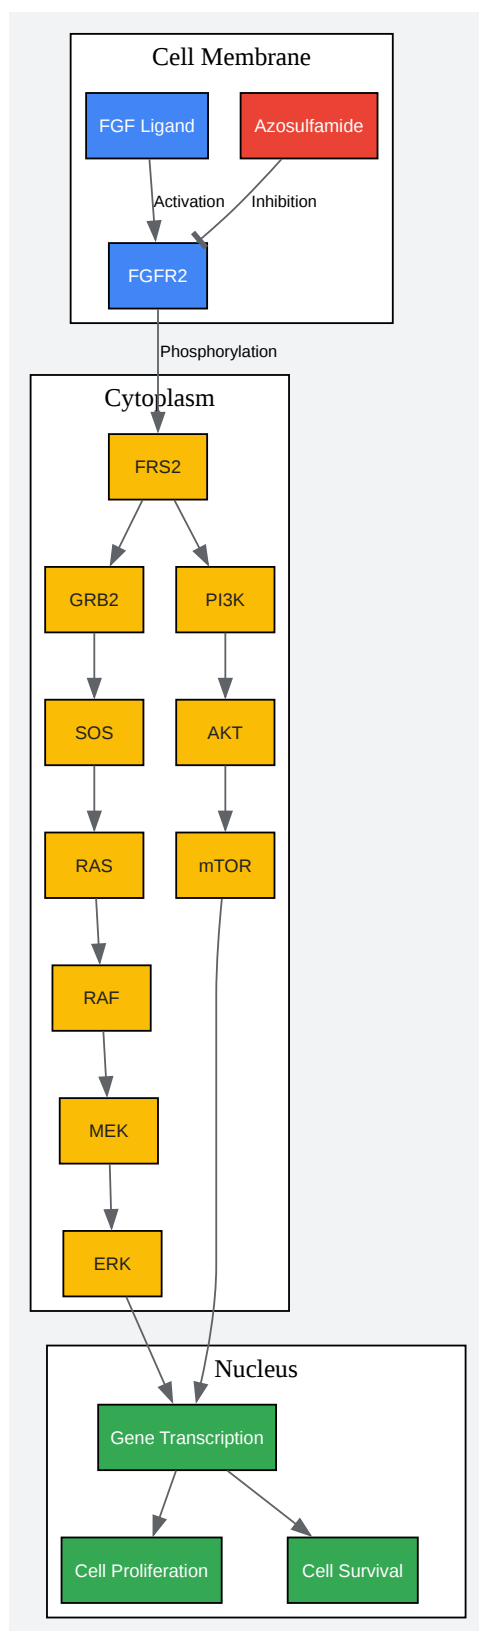 Cell Membrane
FGF Ligand
Azosulfamide
Activation
Inhibition
FGFR2
Phosphorylation
Cytoplasm
FRS2
GRB2
PI3K
SOS
AKT
RAS
mTOR
RAF
MEK
ERK
Nucleus
Gene Transcription
Cell Proliferation
Cell Survival